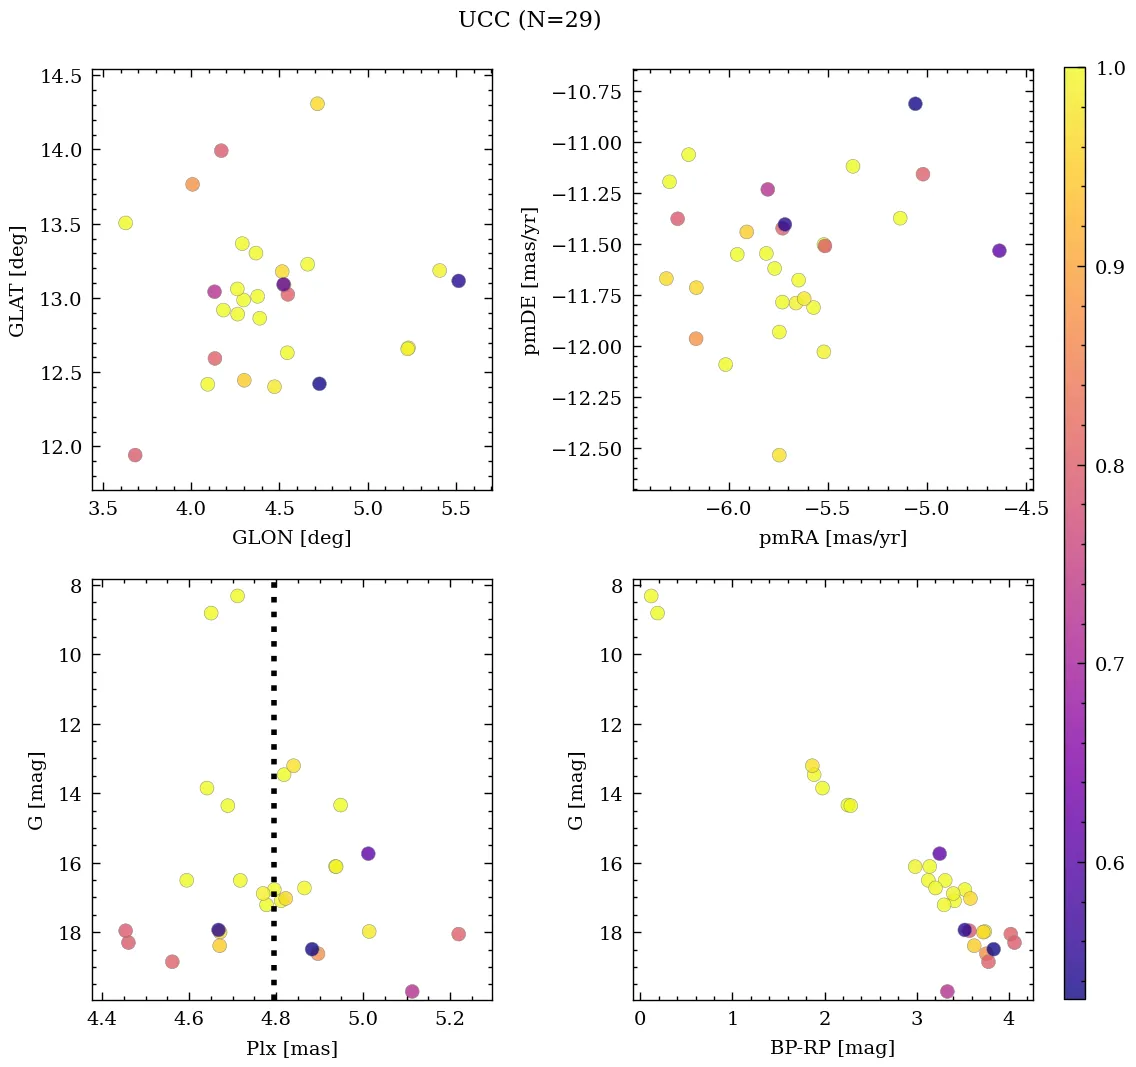 UCC (N=29)
14.5
14.0
13.5
13.0
12.5
12.0
GLAT [deg]
3.5 4.0 4.5 5.0 5.5
GLON [deg]
−10.75
−11.00
−11.25
−11.50
−11.75
−12.00
−12.25
−12.50
pmDE [mas/yr]
−6.0 −5.5 −5.0 −4.5
pmRA [mas/yr]
1.0
0.9
0.8
0.7
0.6
8
10
12
14
16
18
G [mag]
4.4 4.6 4.8 5.0 5.2
Plx [mas]
8
10
12
14
16
18
G [mag]
0 1 2 3 4
BP-RP [mag]